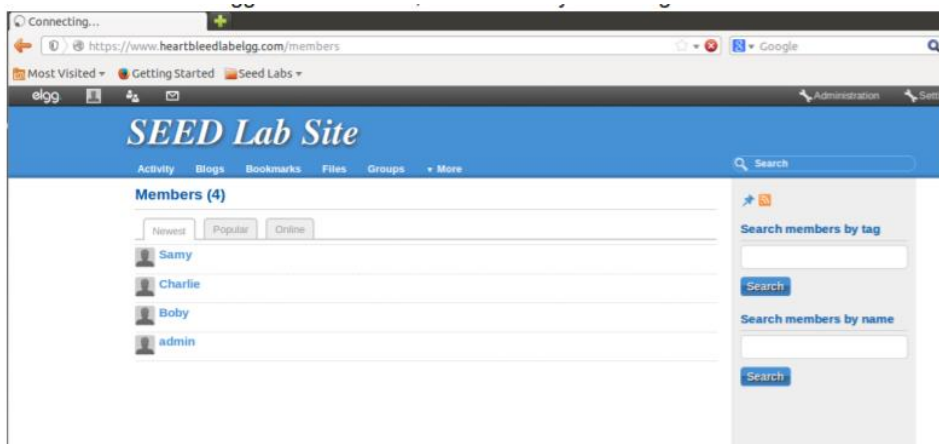 Connecting...
https://www.heartbleedlabelgg.com/members
Google
Most Visited Getting Started Seed Labs
elgg Administration
SEED Lab Site
Activity Blogs Bookmarks Files Groups More
Search
Members (4)
Newest Popular Online
Samy
Charlie
Boby
admin
Search members by tag
Search
Search members by name
Search